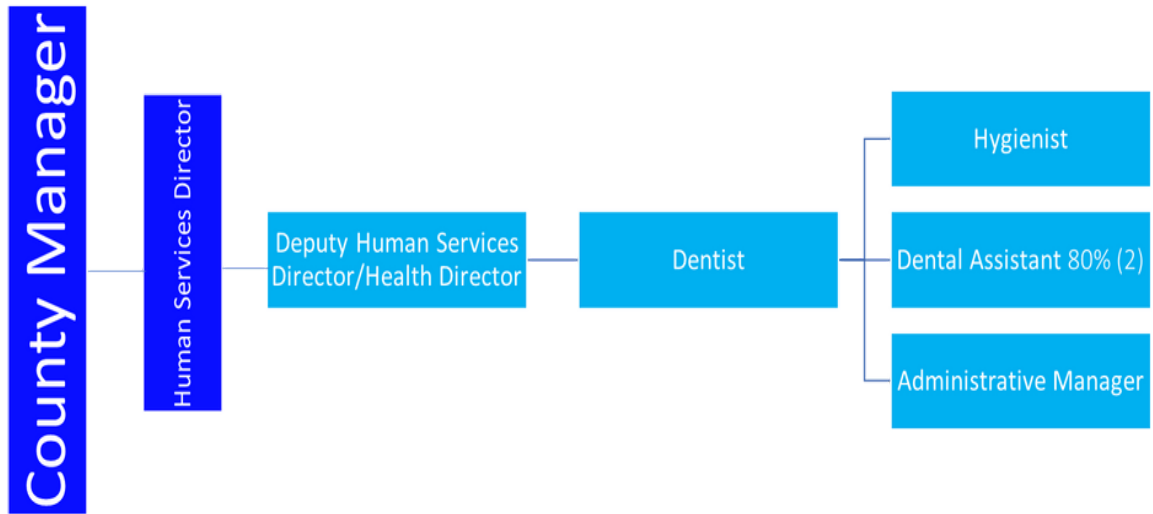 County Manager
Human Services Director
Deputy Human Services
Director/Health Director
Dentist
Hygienist
Dental Assistant 80% (2)
Administrative Manager